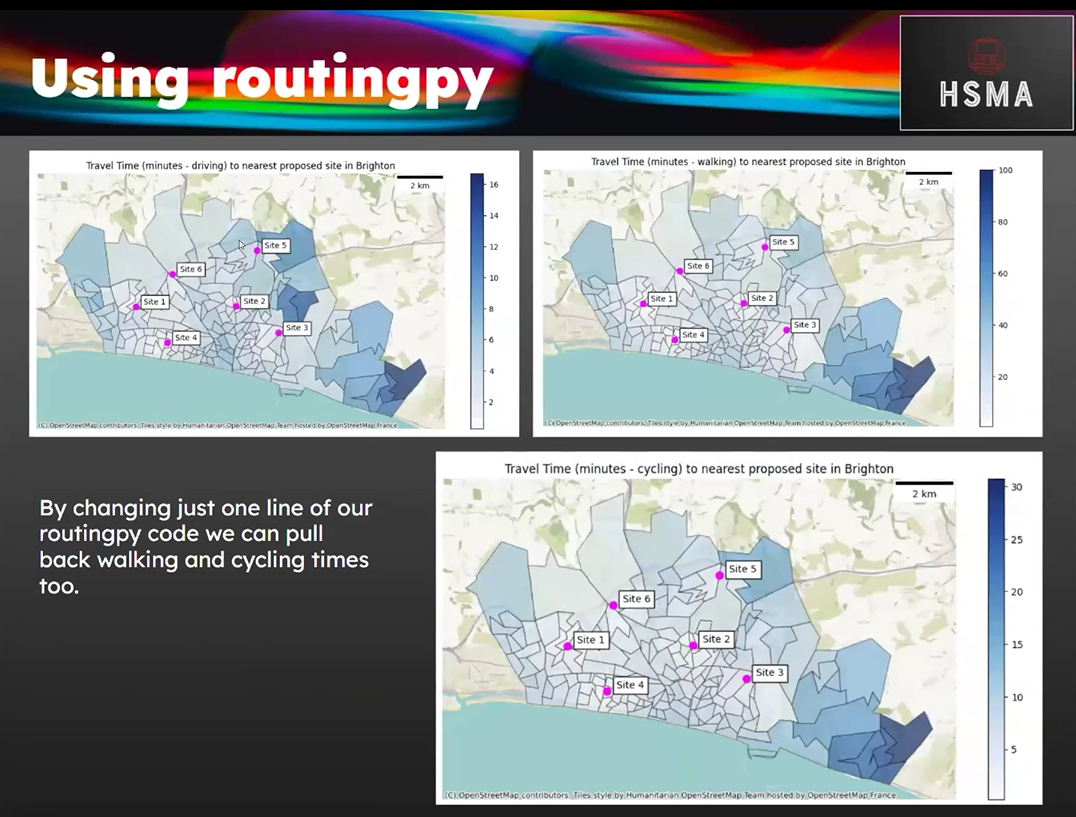 Using routingpy
HSMA
Travel Time (minutes - driving) to nearest proposed site in Brighton
2 km
Site 5
Site 6
Site 1
Site 2
Site 3
Site 4
16
14
12
10
8
6
4
2
(C) OpenStreetMap contributors, Tiles style by Humanitarian OpenStreetMap Team hosted by OpenStreetMap France
Travel Time (minutes - walking) to nearest proposed site in Brighton
2 km
Site 5
Site 6
Site 1
Site 2
Site 3
Site 4
100
80
60
40
20
(C) OpenStreetMap contributors, Tiles style by Humanitarian OpenStreetMap Team hosted by OpenStreetMap France
By changing just one line of our
routingpy code we can pull
back walking and cycling times
too.
Travel Time (minutes - cycling) to nearest proposed site in Brighton
2 km
Site 5
Site 6
Site 1
Site 2
Site 3
Site 4
30
25
20
15
10
5
(C) OpenStreetMap contributors, Tiles style by Humanitarian OpenStreetMap Team hosted by OpenStreetMap France